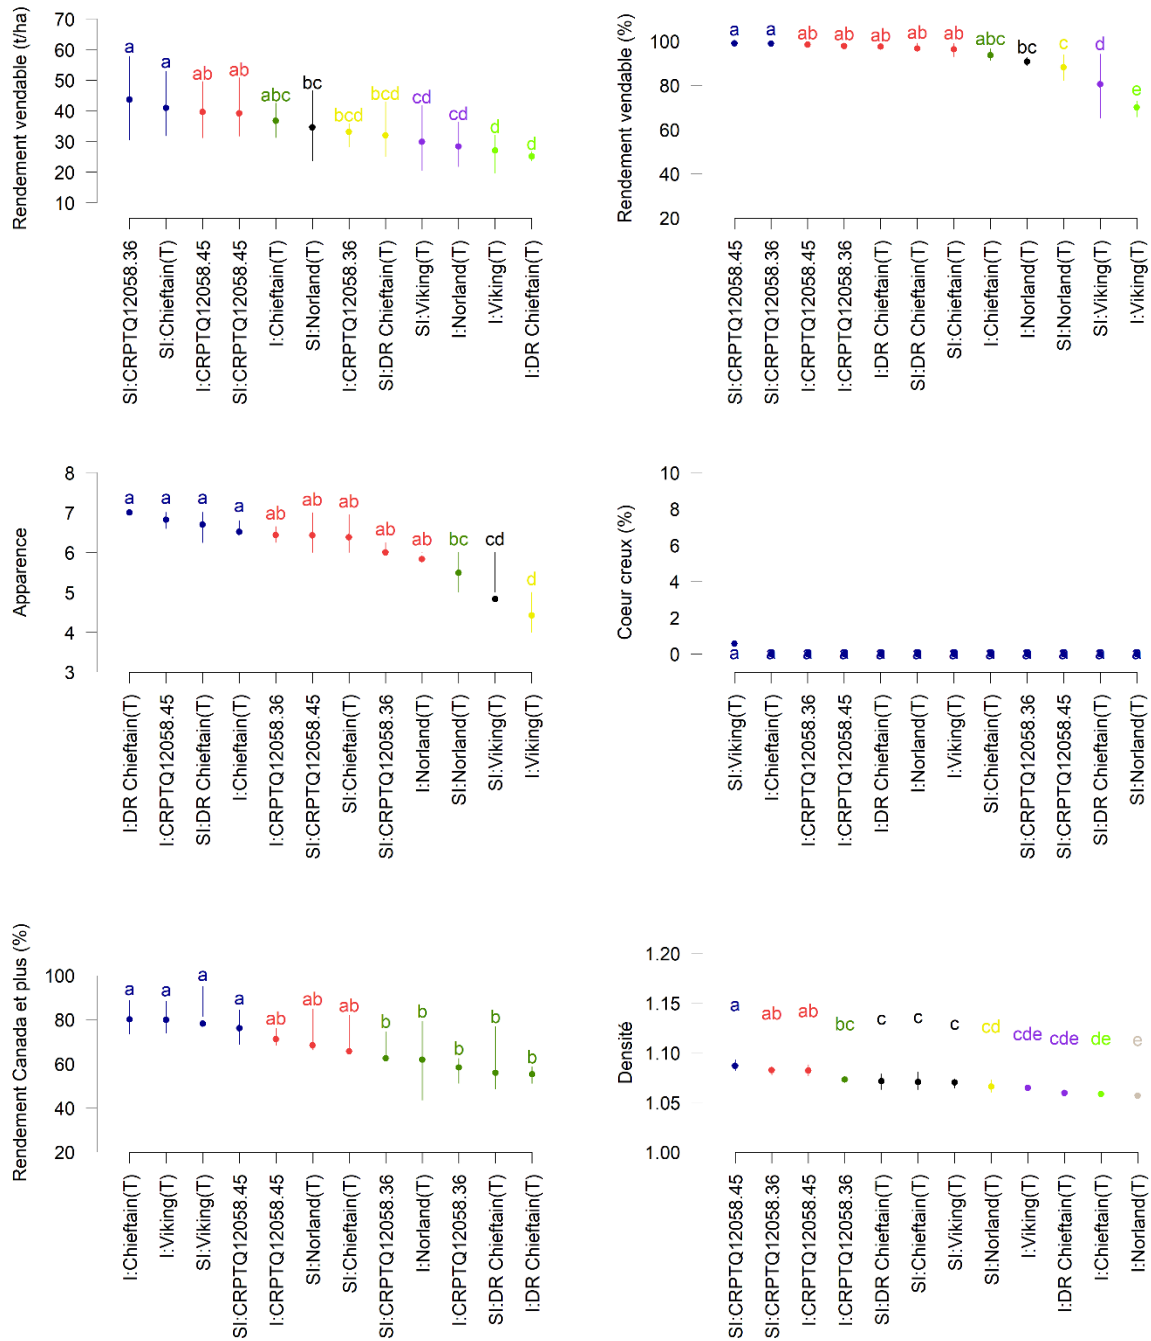 Rendement vendable (t/ha)
70
60
50
40
30
20
10
a a ab ab abc bc bcd bcd cd cd d d
SI:CRPTQ12058.36
SI:Chieftain(T)
I:CRPTQ12058.45
SI:CRPTQ12058.45
I:Chieftain(T)
SI:Norland(T)
I:CRPTQ12058.36
SI:DR Chieftain(T)
SI:Viking(T)
I:Norland(T)
I:Viking(T)
I:DR Chieftain(T)
Rendement vendable (%)
100
80
60
40
20
a a ab ab ab ab ab abc bc c d e
SI:CRPTQ12058.45
SI:CRPTQ12058.36
I:CRPTQ12058.45
I:CRPTQ12058.36
I:DR Chieftain(T)
SI:DR Chieftain(T)
SI:Chieftain(T)
I:Chieftain(T)
I:Norland(T)
SI:Norland(T)
SI:Viking(T)
I:Viking(T)
Apparence
8
7
6
5
4
3
a a a a ab ab ab ab ab bc cd d
I:DR Chieftain(T)
I:CRPTQ12058.45
SI:DR Chieftain(T)
I:Chieftain(T)
I:CRPTQ12058.36
SI:CRPTQ12058.45
SI:Chieftain(T)
SI:CRPTQ12058.36
I:Norland(T)
SI:Norland(T)
SI:Viking(T)
I:Viking(T)
Coeur creux (%)
10
8
6
4
2
0
a a a a a a a a a a a a
SI:Viking(T)
I:Chieftain(T)
I:CRPTQ12058.36
I:CRPTQ12058.45
I:DR Chieftain(T)
I:Norland(T)
I:Viking(T)
SI:Chieftain(T)
SI:CRPTQ12058.36
SI:CRPTQ12058.45
SI:DR Chieftain(T)
SI:Norland(T)
Rendement Canada et plus (%)
100
80
60
40
20
a a a a ab ab ab b b b b b
I:Chieftain(T)
I:Viking(T)
SI:Viking(T)
SI:CRPTQ12058.45
I:CRPTQ12058.45
SI:Norland(T)
SI:Chieftain(T)
SI:CRPTQ12058.36
I:Norland(T)
I:CRPTQ12058.36
SI:DR Chieftain(T)
I:DR Chieftain(T)
Densité
1.20
1.15
1.10
1.05
1.00
a ab ab bc c c c cd cde cde de e
SI:CRPTQ12058.45
SI:CRPTQ12058.36
I:CRPTQ12058.45
I:CRPTQ12058.36
SI:DR Chieftain(T)
SI:Chieftain(T)
SI:Viking(T)
SI:Norland(T)
I:Viking(T)
I:DR Chieftain(T)
I:Chieftain(T)
I:Norland(T)